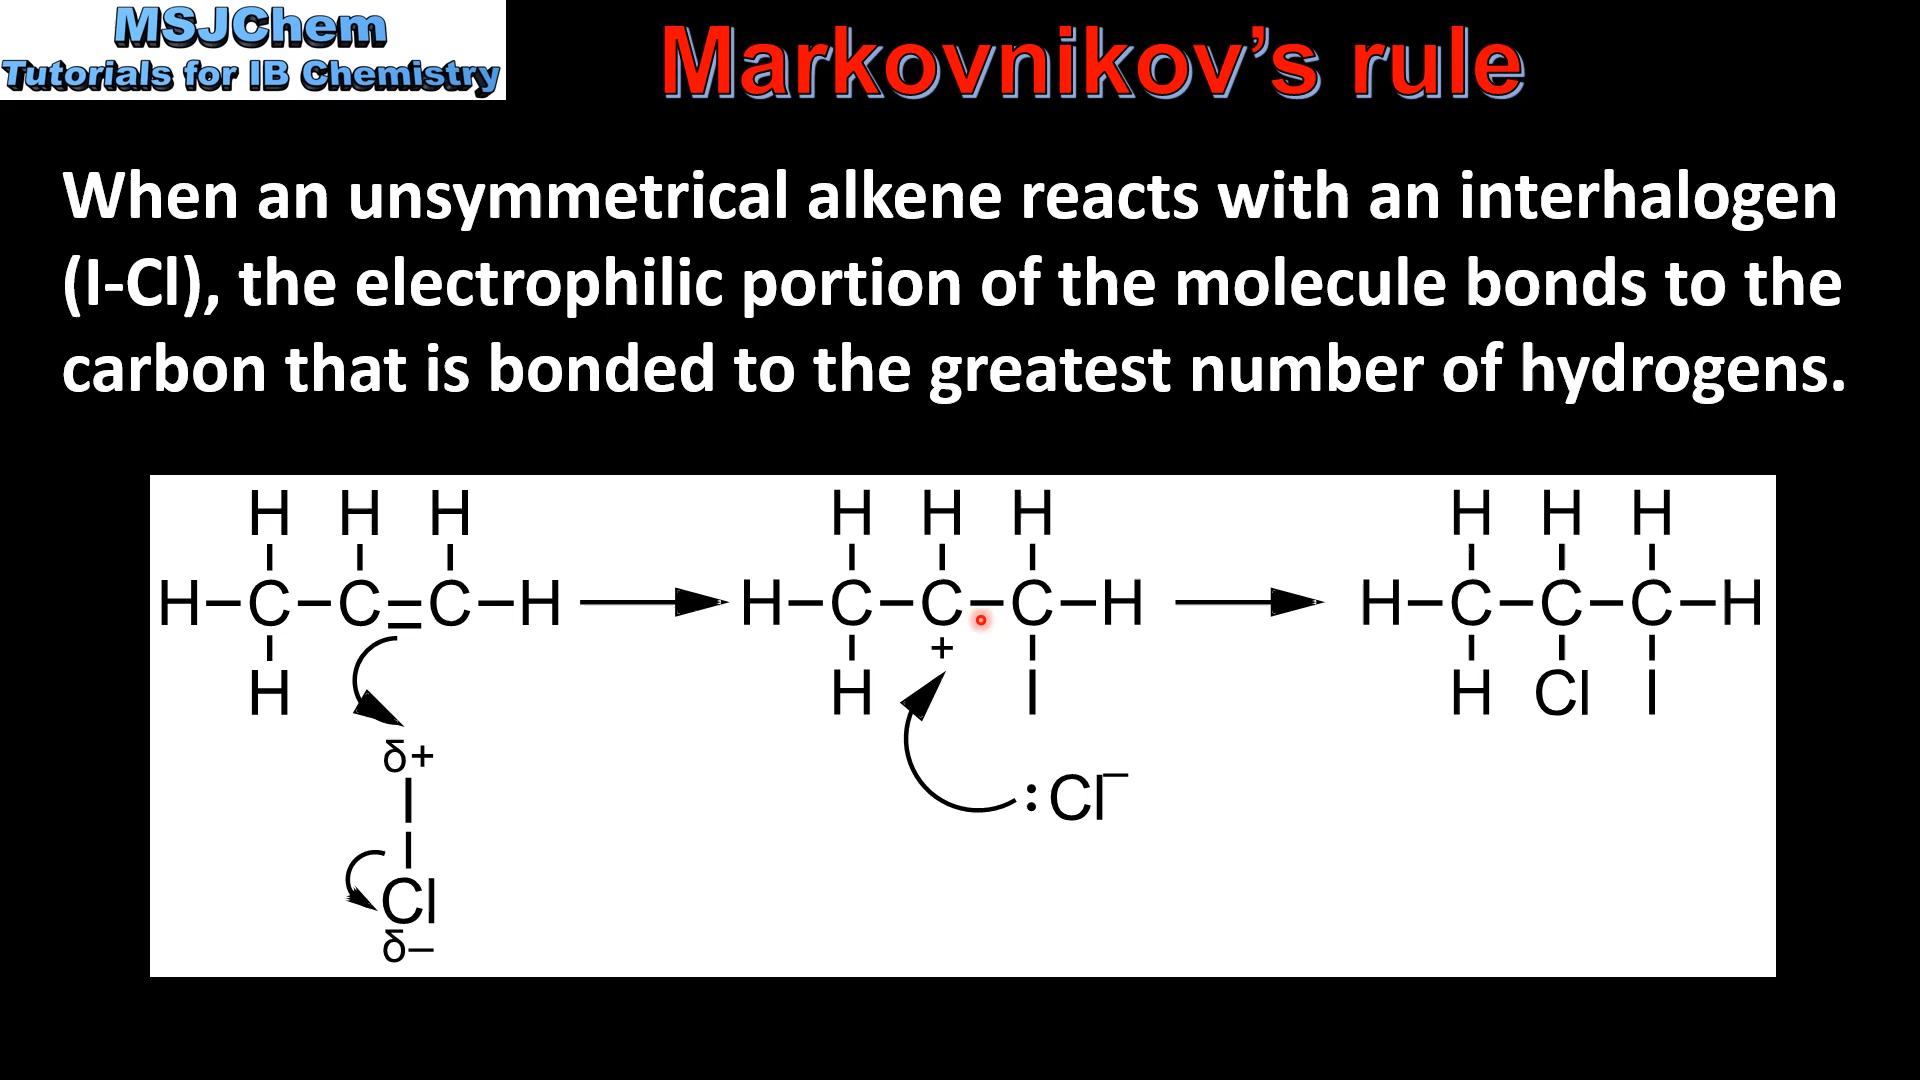 MSJChem
Tutorials for IB Chemistry
Markovnikov’s rule
When an unsymmetrical alkene reacts with an interhalogen
(I-Cl), the electrophilic portion of the molecule bonds to the
carbon that is bonded to the greatest number of hydrogens.
H H H H H H H H H
H–C–C=C–H H–C–C–C–H H–C–C–C–H
+
H H I H Cl I
δ+
I
Cl
δ–
:Cl–